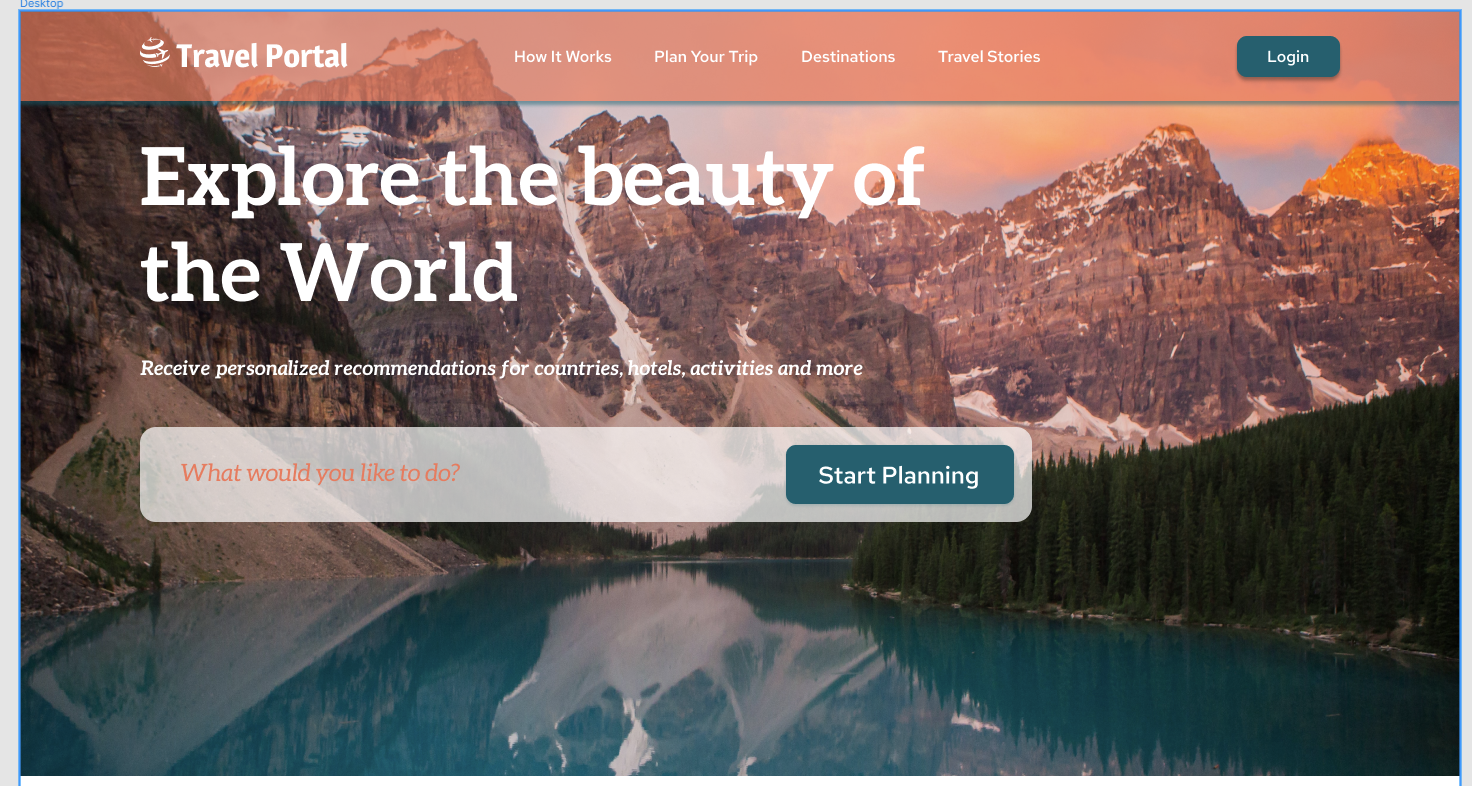 Desktop
Travel Portal
How It Works
Plan Your Trip
Destinations
Travel Stories
Login
Explore the beauty of
the World
Receive personalized recommendations for countries, hotels, activities and more
What would you like to do?
Start Planning